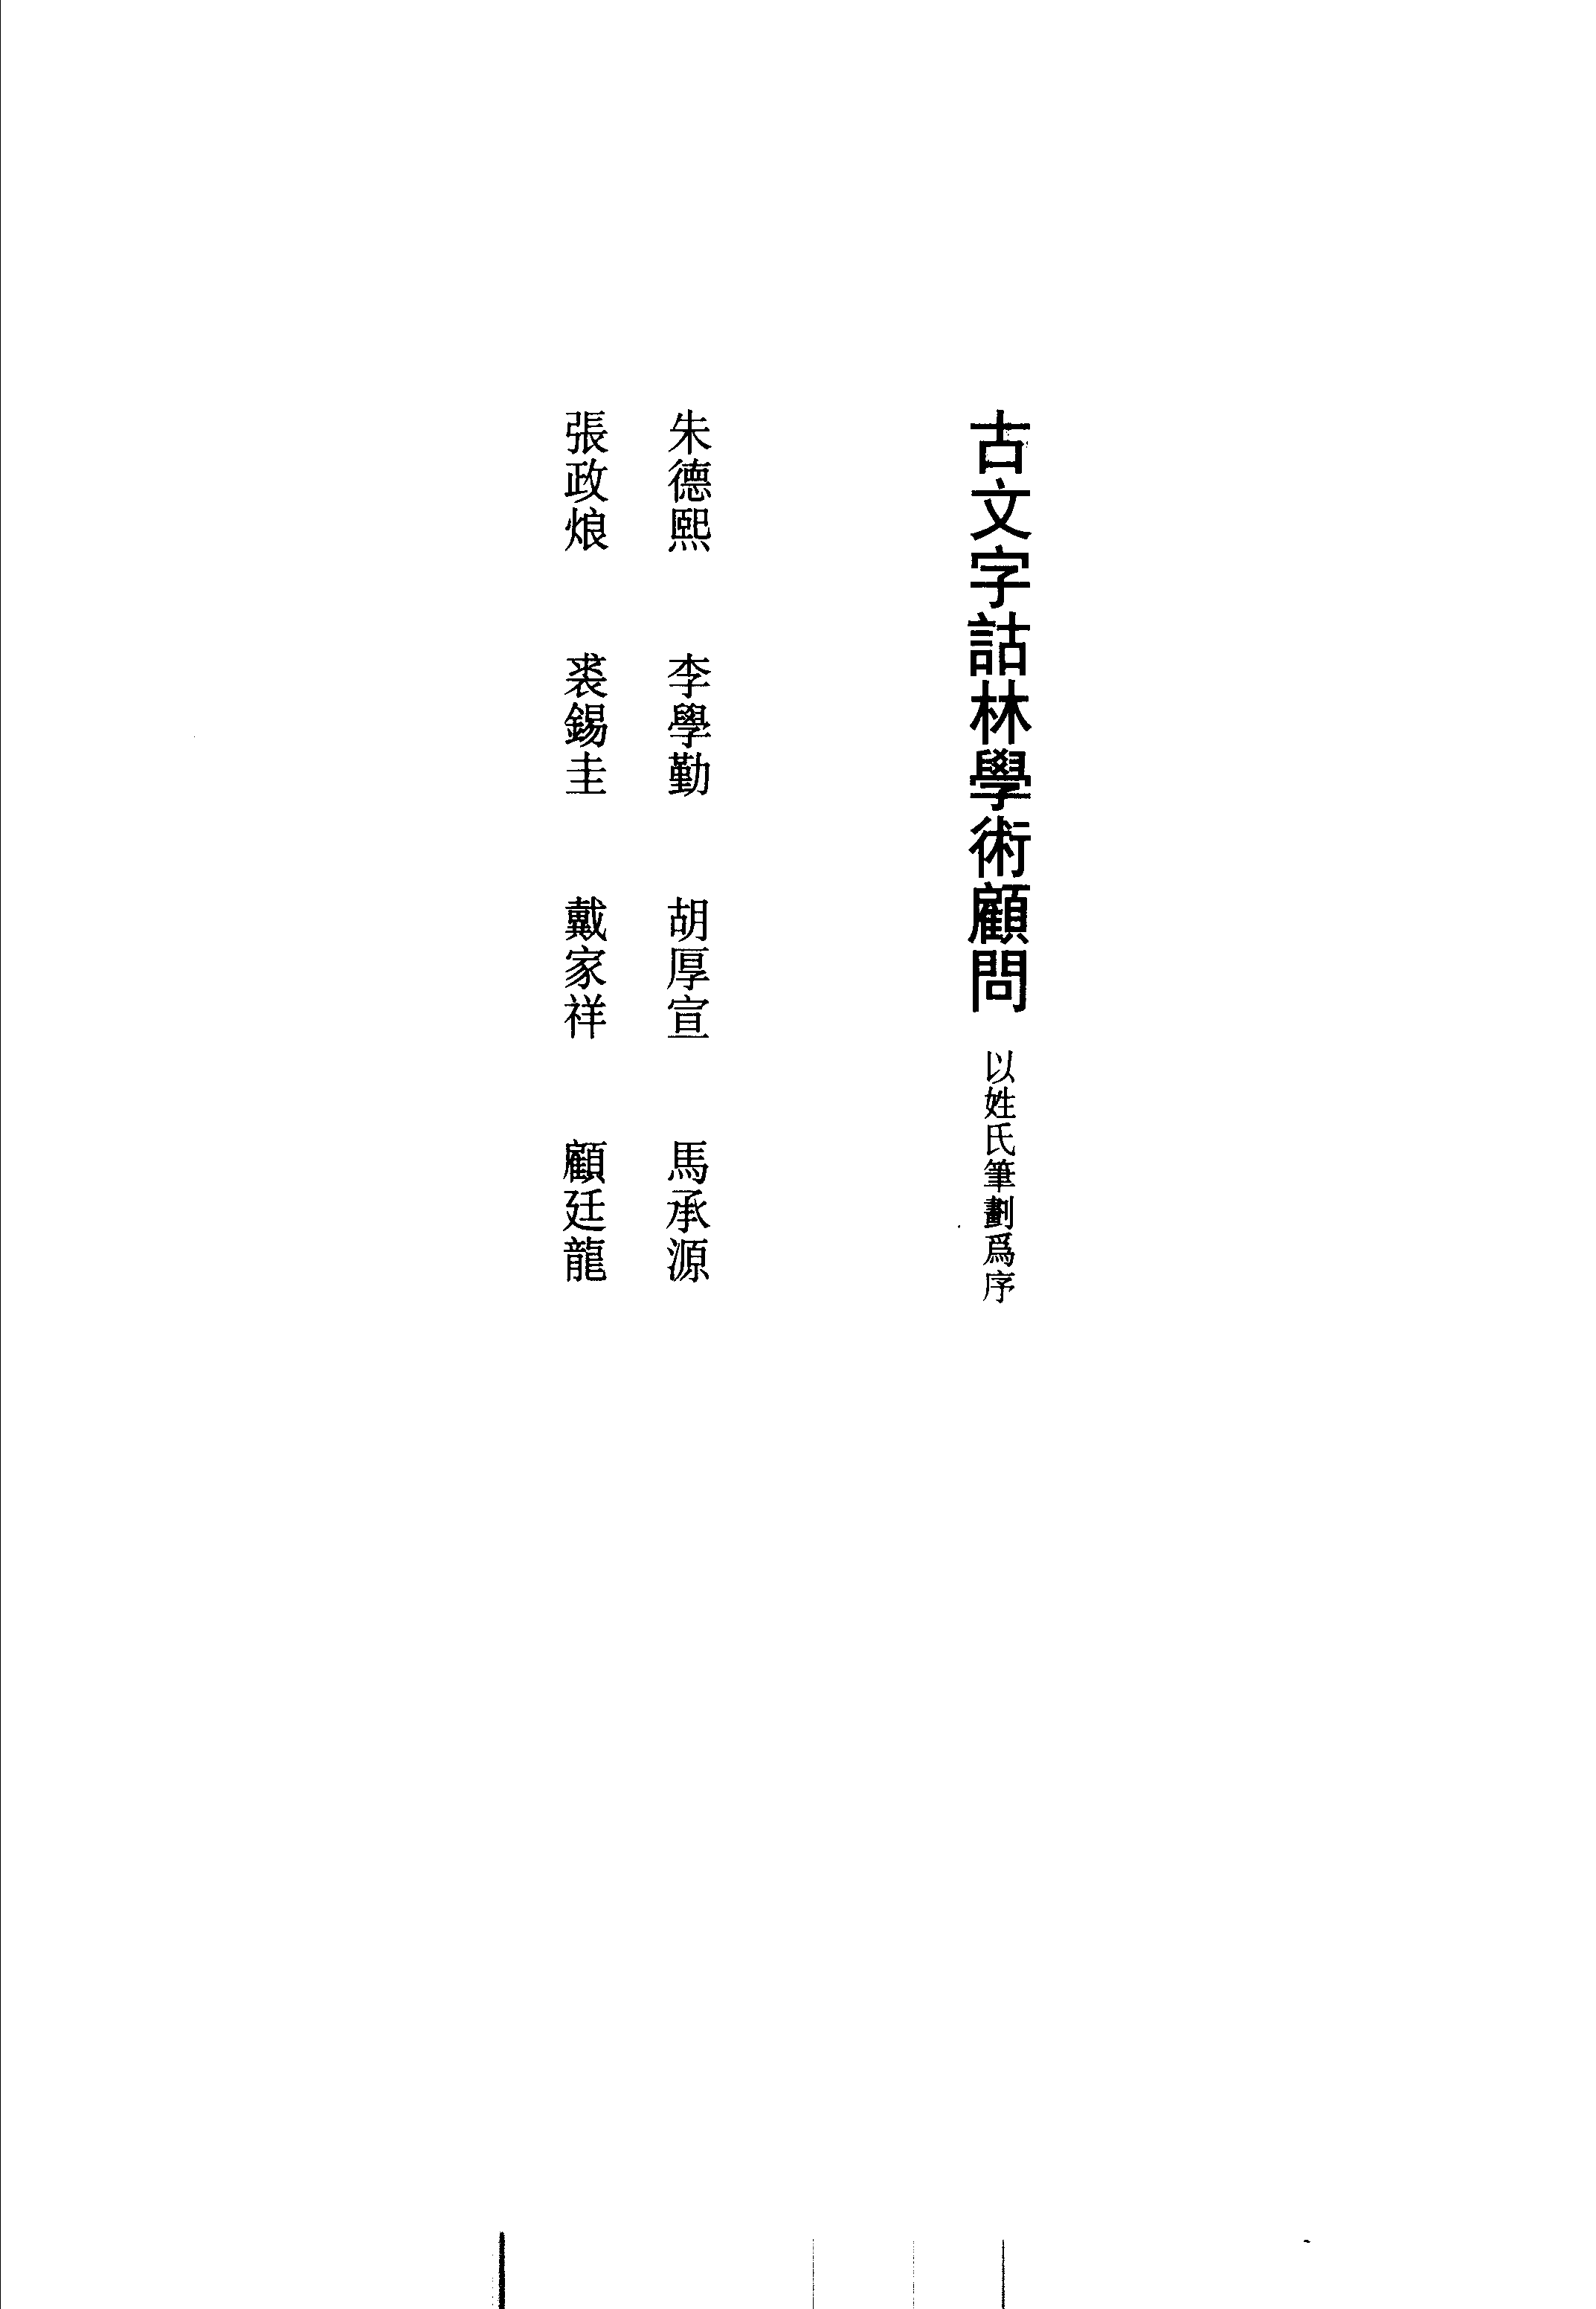 古文字詁林學術顧問 以姓氏筆劃爲序
朱德熙 李學勤 胡厚宣 馬承源
張政烺 裘錫圭 戴家祥 顧廷龍